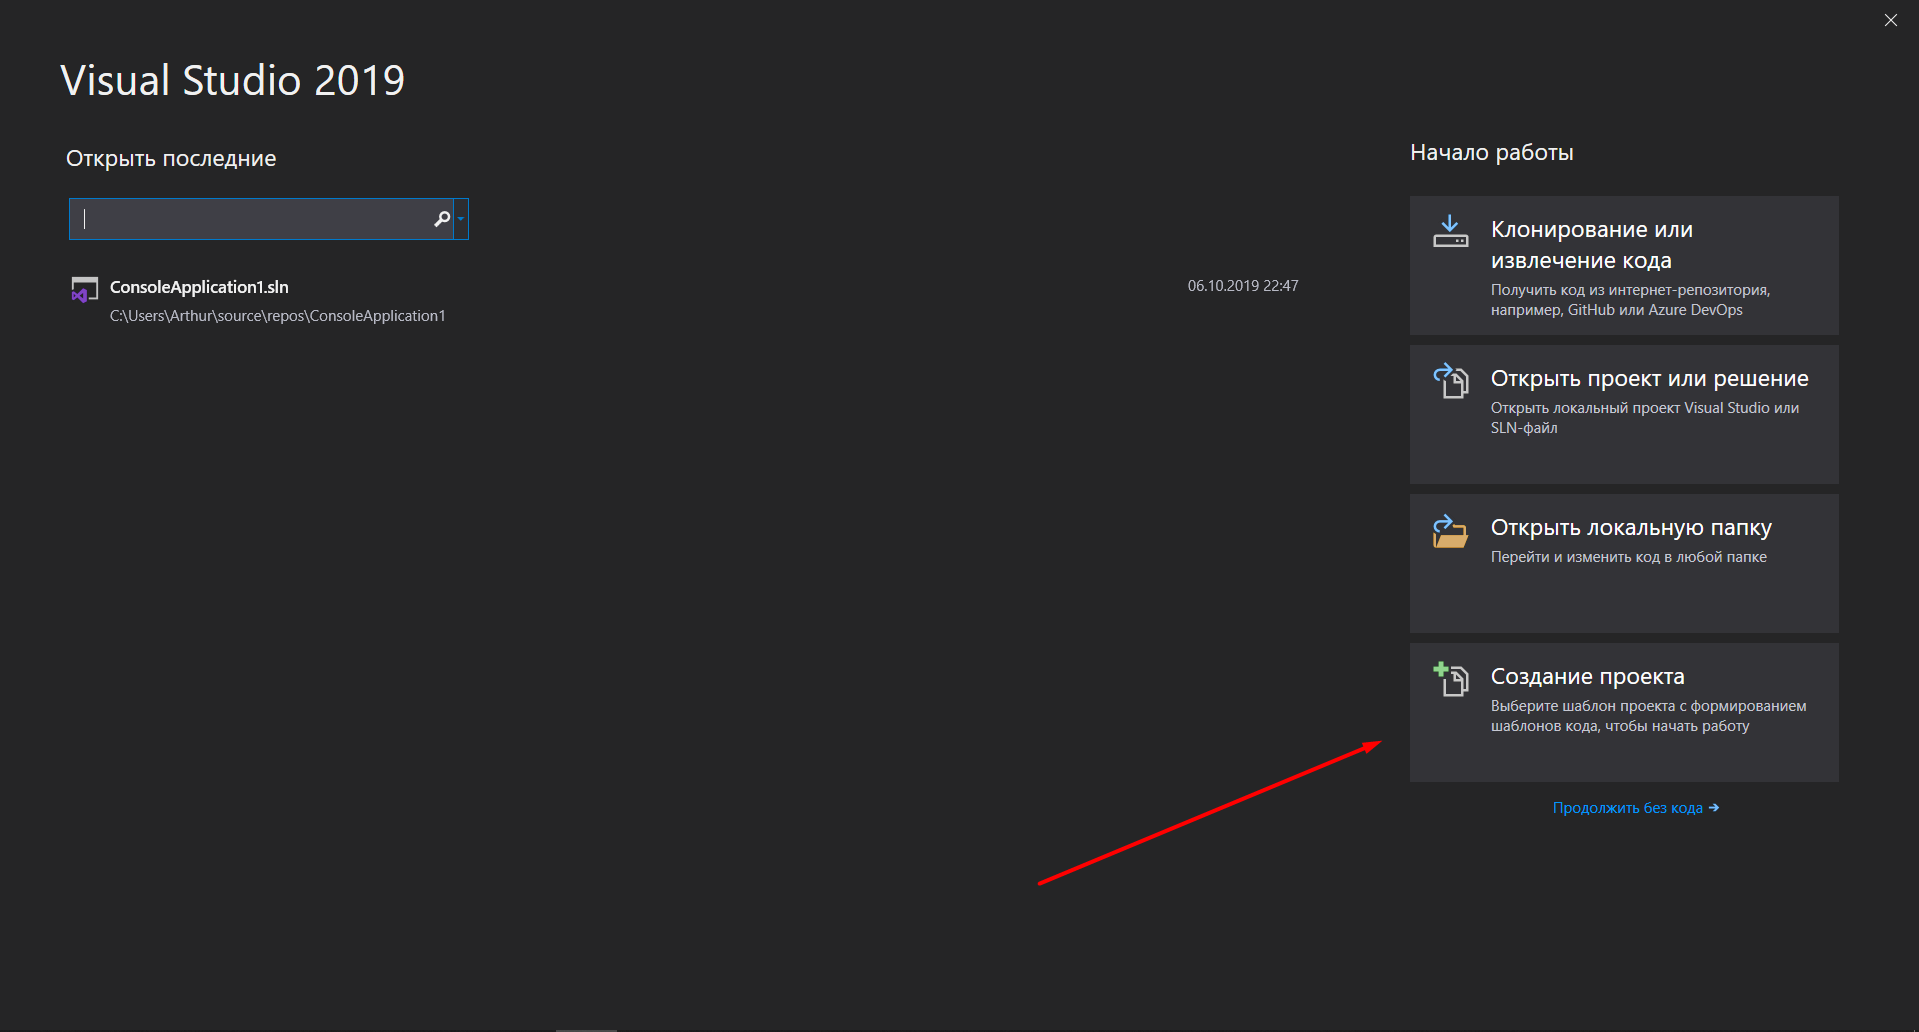 Visual Studio 2019
Открыть последние
ConsoleApplication1.sln
06.10.2019 22:47
C:\Users\Arthur\source\repos\ConsoleApplication1
Начало работы
Клонирование или
извлечение кода
Получить код из интернет-репозитория,
например, GitHub или Azure DevOps
Открыть проект или решение
Открыть локальный проект Visual Studio или
SLN-файл
Открыть локальную папку
Перейти и изменить код в любой папке
Создание проекта
Выберите шаблон проекта с формированием
шаблонов кода, чтобы начать работу
Продолжить без кода →